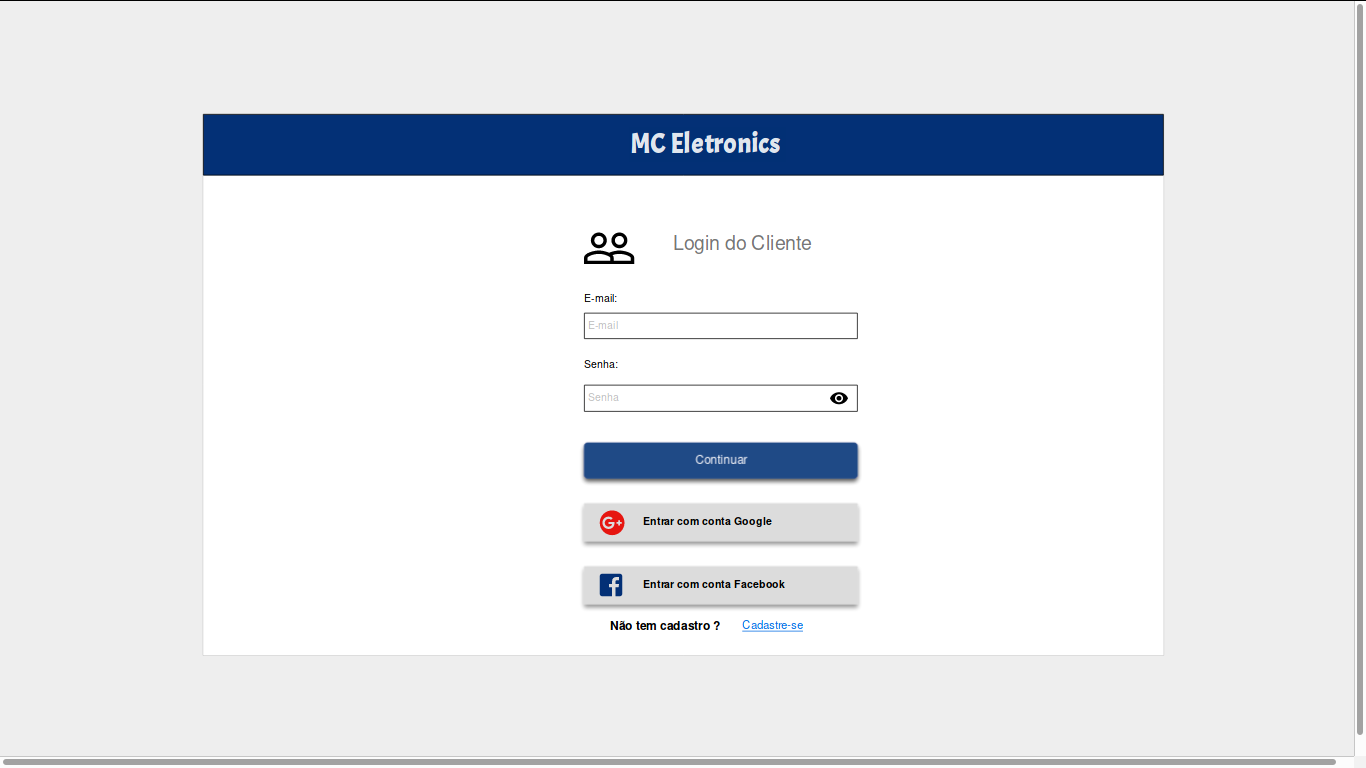 MC Eletronics
Login do Cliente
E-mail:
E-mail
Senha:
Senha
Continuar
Entrar com conta Google
Entrar com conta Facebook
Não tem cadastro ? Cadastre-se